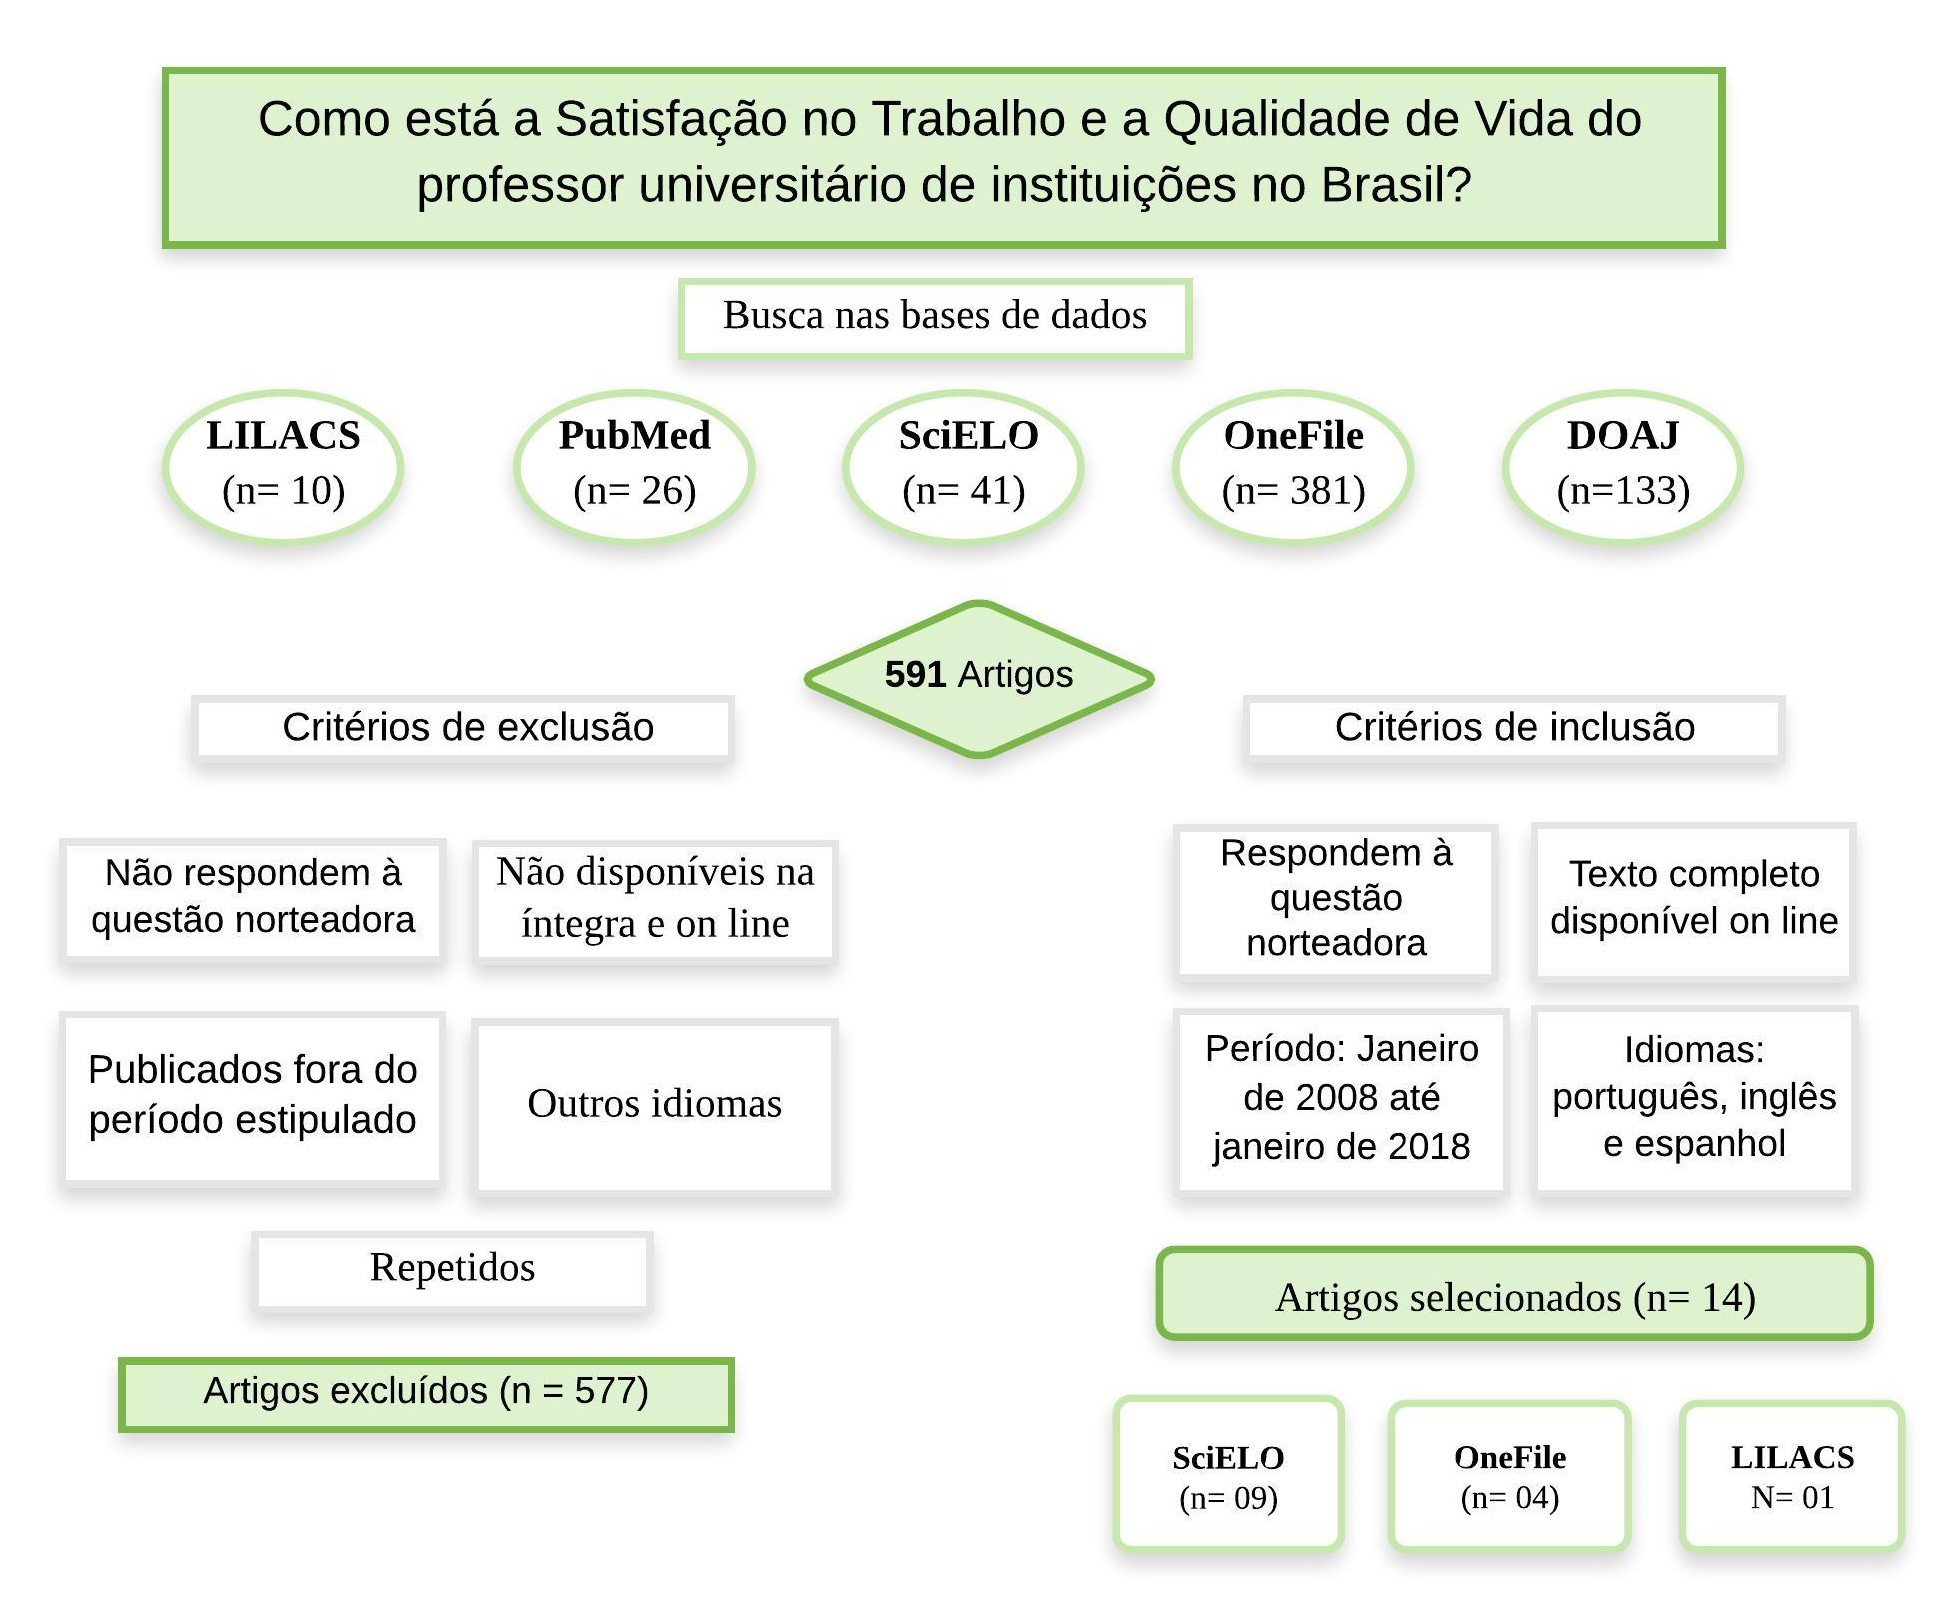 Como está a Satisfação no Trabalho e a Qualidade de Vida do
professor universitário de instituições no Brasil?
Busca nas bases de dados
LILACS
(n= 10)
PubMed
(n= 26)
SciELO
(n= 41)
OneFile
(n= 381)
DOAJ
(n=133)
591 Artigos
Critérios de exclusão
Não respondem à
questão norteadora
Não disponíveis na
íntegra e on line
Publicados fora do
período estipulado
Outros idiomas
Repetidos
Artigos excluídos (n = 577)
Critérios de inclusão
Respondem à
questão
norteadora
Texto completo
disponível on line
Período: Janeiro
de 2008 até
janeiro de 2018
Idiomas:
português, inglês
e espanhol
Artigos selecionados (n= 14)
SciELO
(n= 09)
OneFile
(n= 04)
LILACS
N= 01